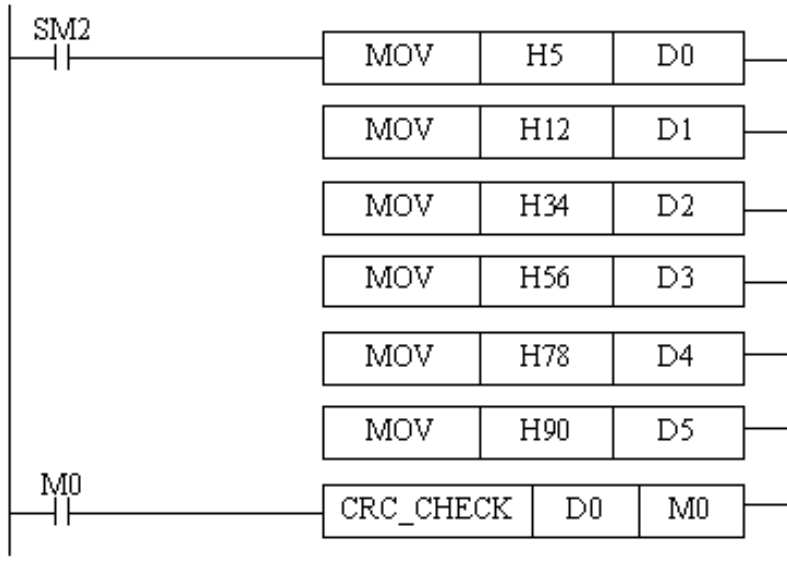 SM2
MOV H5 D0
MOV H12 D1
MOV H34 D2
MOV H56 D3
MOV H78 D4
MOV H90 D5
M0
CRC_CHECK D0 M0